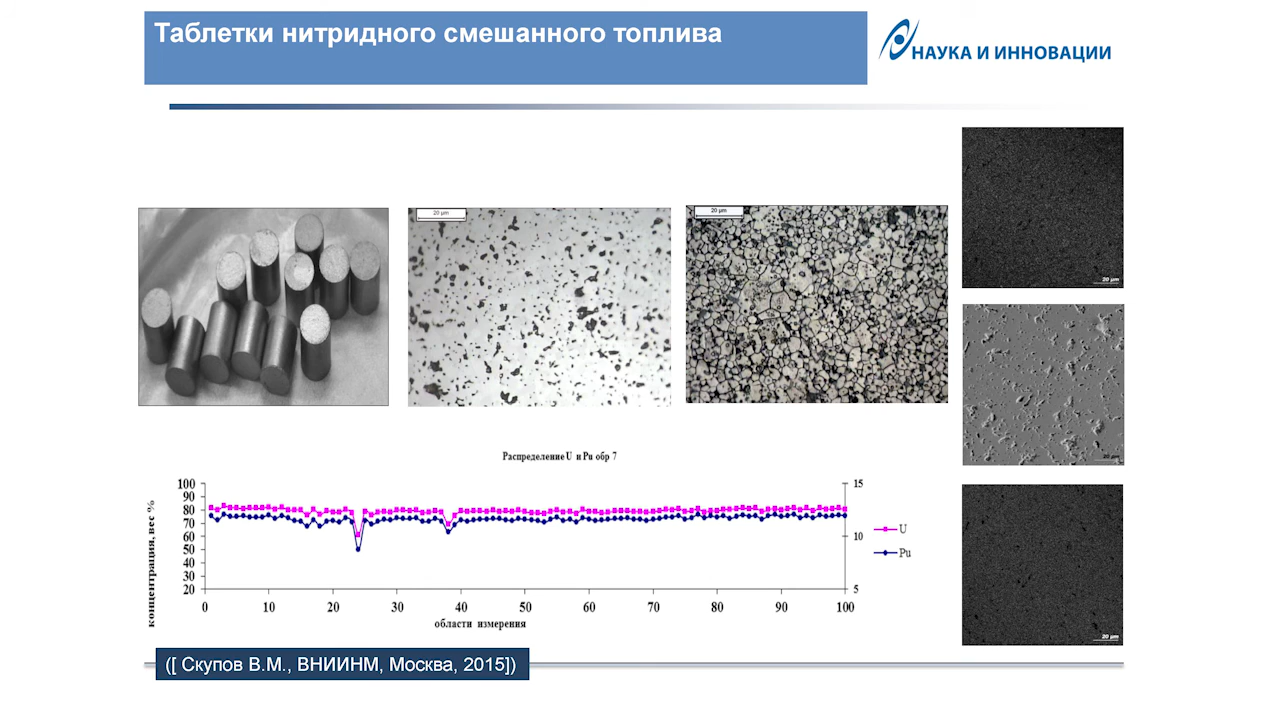 Таблетки нитридного смешанного топлива
НАУКА И ИННОВАЦИИ
20 µm
20 µm
20 µm
20 µm
20 µm
Распределение U и Pu обр 7
концентрация, вес %
100
90
80
70
60
50
40
30
20
15
10
5
0 10 20 30 40 50 60 70 80 90 100
области измерения
U
Pu
([ Скупов В.М., ВНИИНМ, Москва, 2015])